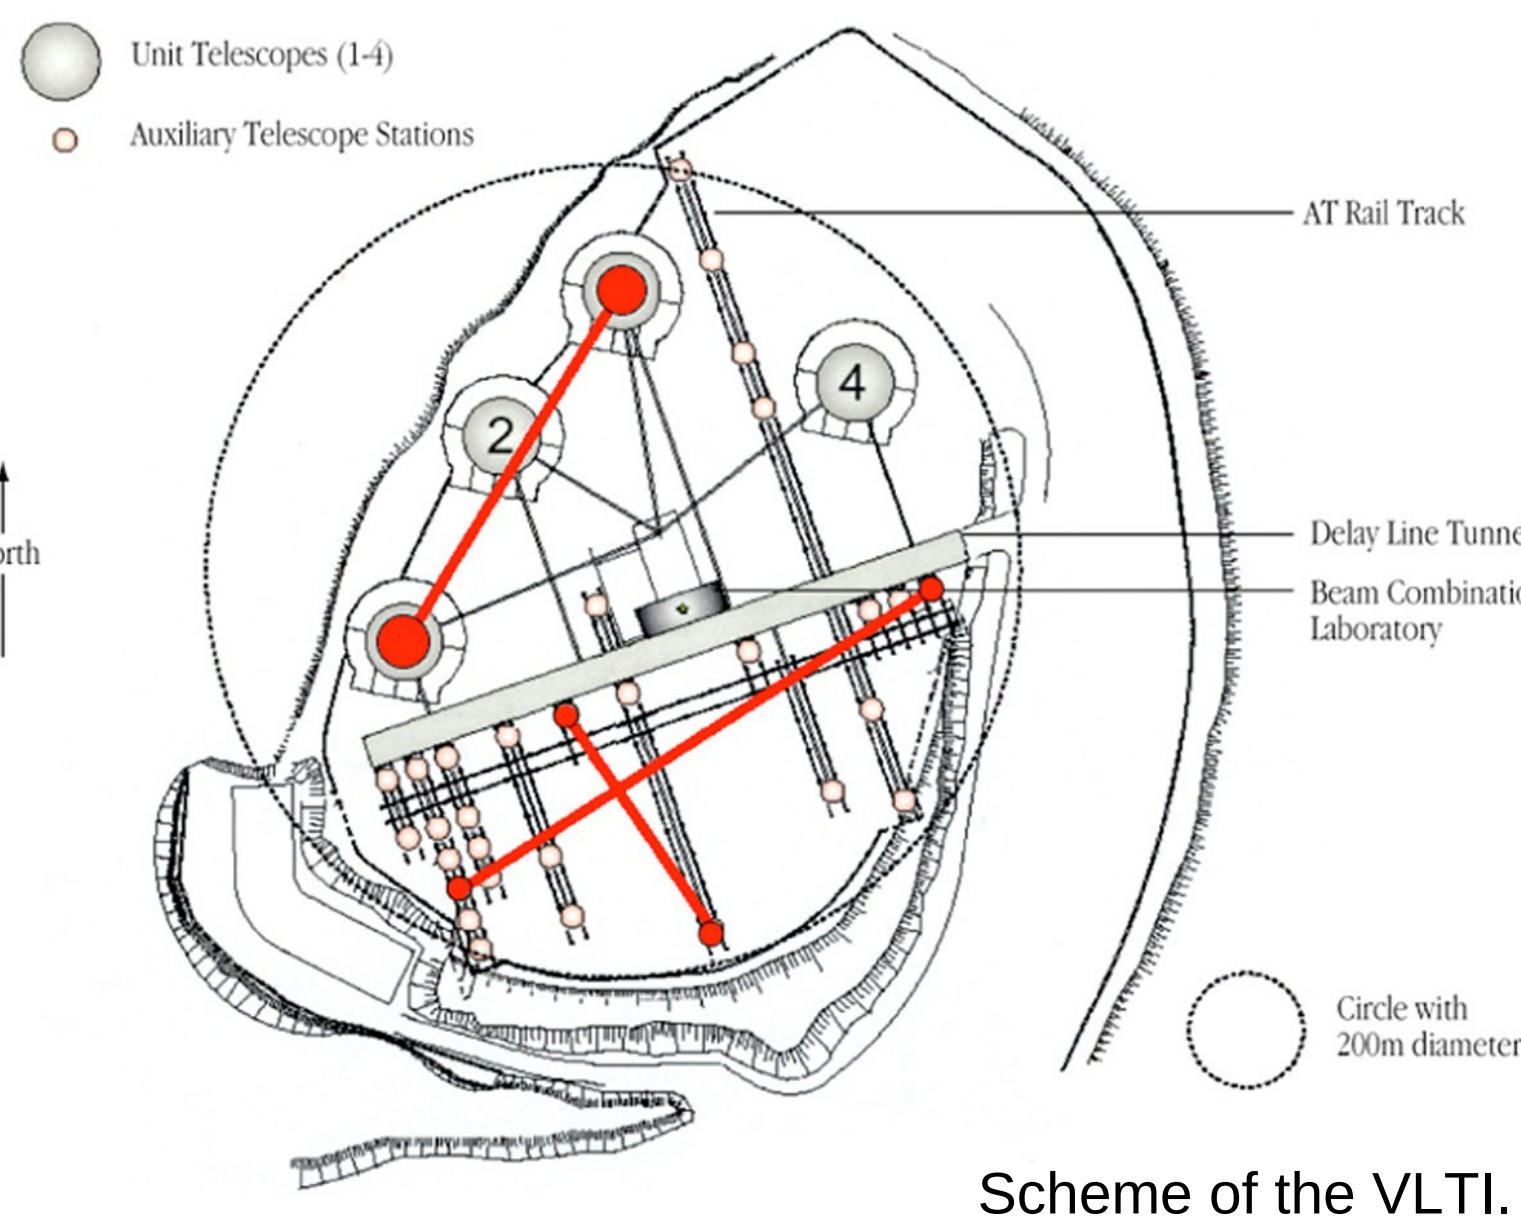 Unit Telescopes (1-4)
Auxiliary Telescope Stations
AT Rail Track
4
2
orth
Delay Line Tunne
Beam Combinatio
Laboratory
Circle with
200m diameter
Scheme of the VLTI.